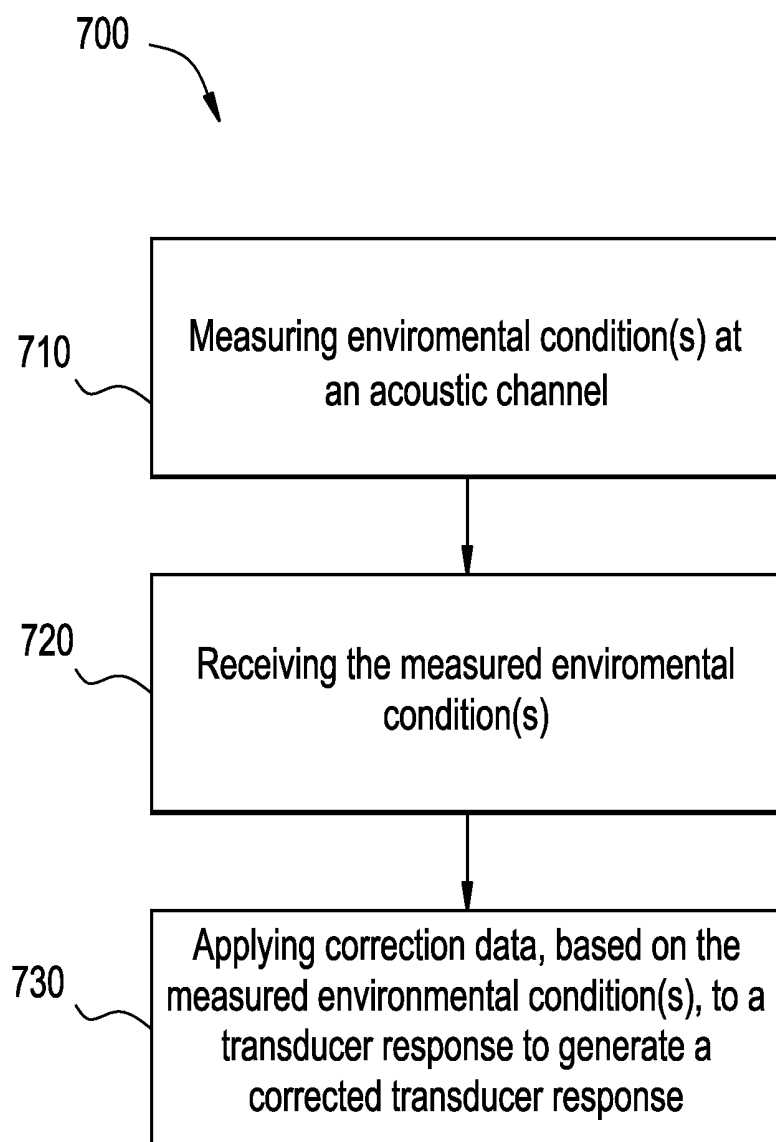 700
710
Measuring enviromental condition(s) at
an acoustic channel
720
Receiving the measured enviromental
condition(s)
730
Applying correction data, based on the
measured environmental condition(s), to a
transducer response to generate a
corrected transducer response